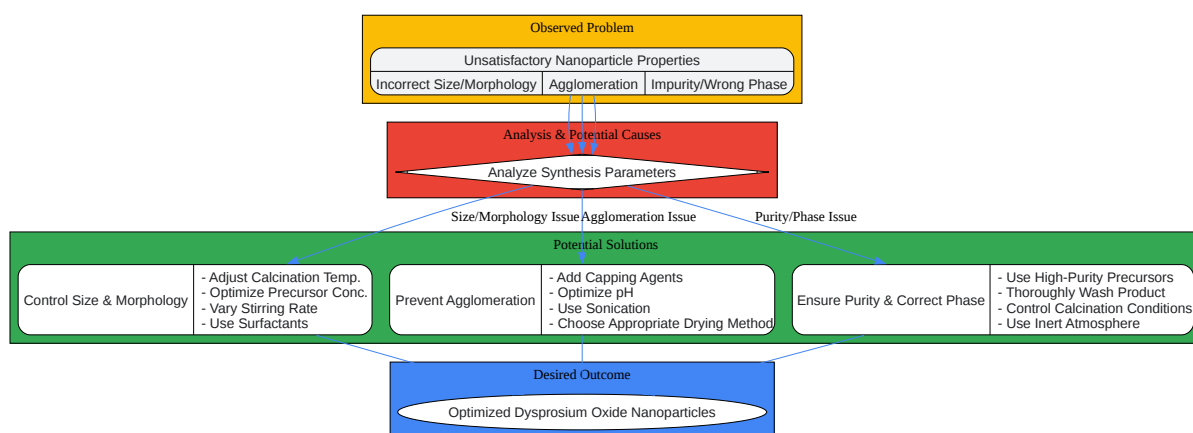 Observed Problem
Unsatisfactory Nanoparticle Properties
Incorrect Size/Morphology
Agglomeration
Impurity/Wrong Phase
Analysis & Potential Causes
Analyze Synthesis Parameters
Size/Morphology Issue
Agglomeration Issue
Purity/Phase Issue
Potential Solutions
Control Size & Morphology
- Adjust Calcination Temp.
- Optimize Precursor Conc.
- Vary Stirring Rate
- Use Surfactants
Prevent Agglomeration
- Add Capping Agents
- Optimize pH
- Use Sonication
- Choose Appropriate Drying Method
Ensure Purity & Correct Phase
- Use High-Purity Precursors
- Thoroughly Wash Product
- Control Calcination Conditions
- Use Inert Atmosphere
Desired Outcome
Optimized Dysprosium Oxide Nanoparticles